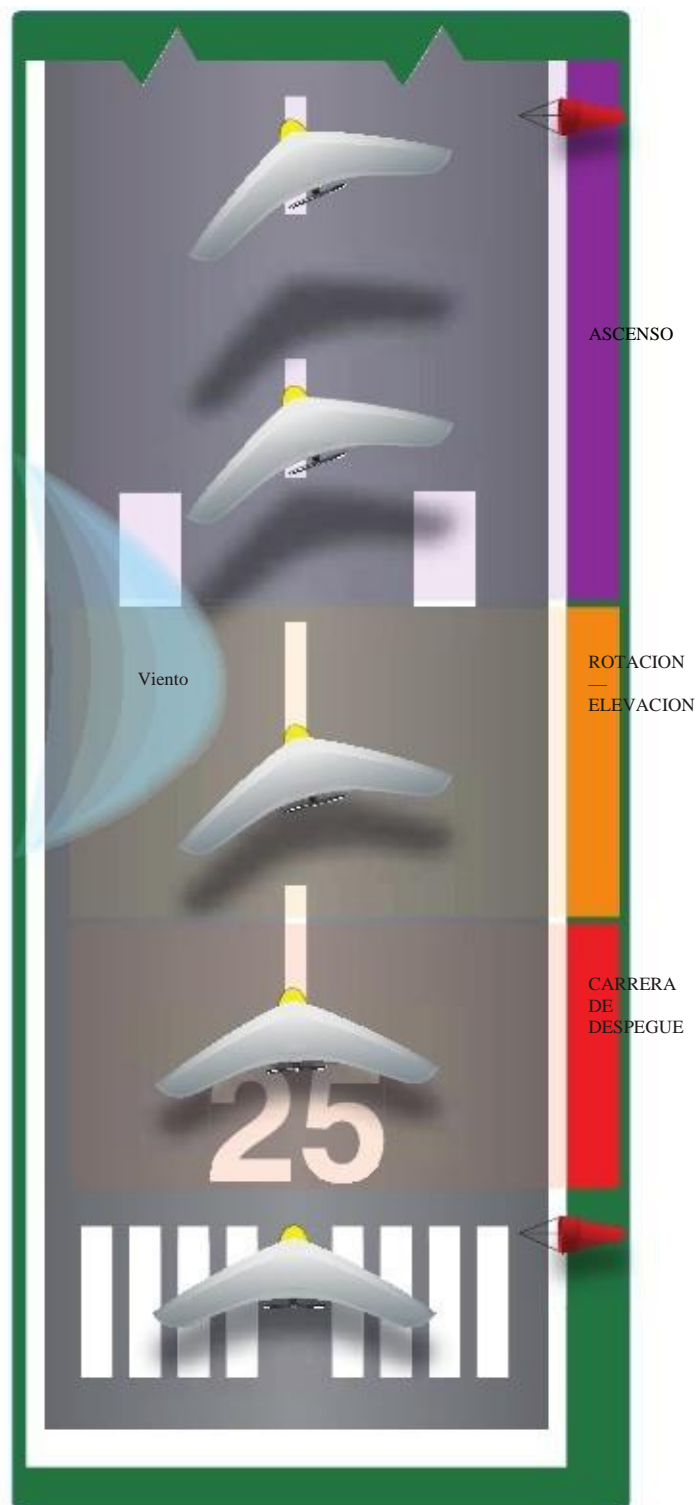 ASCENSO
Viento
ROTACION
—
ELEVACION
CARRERA
DE
DESPEGUE
25